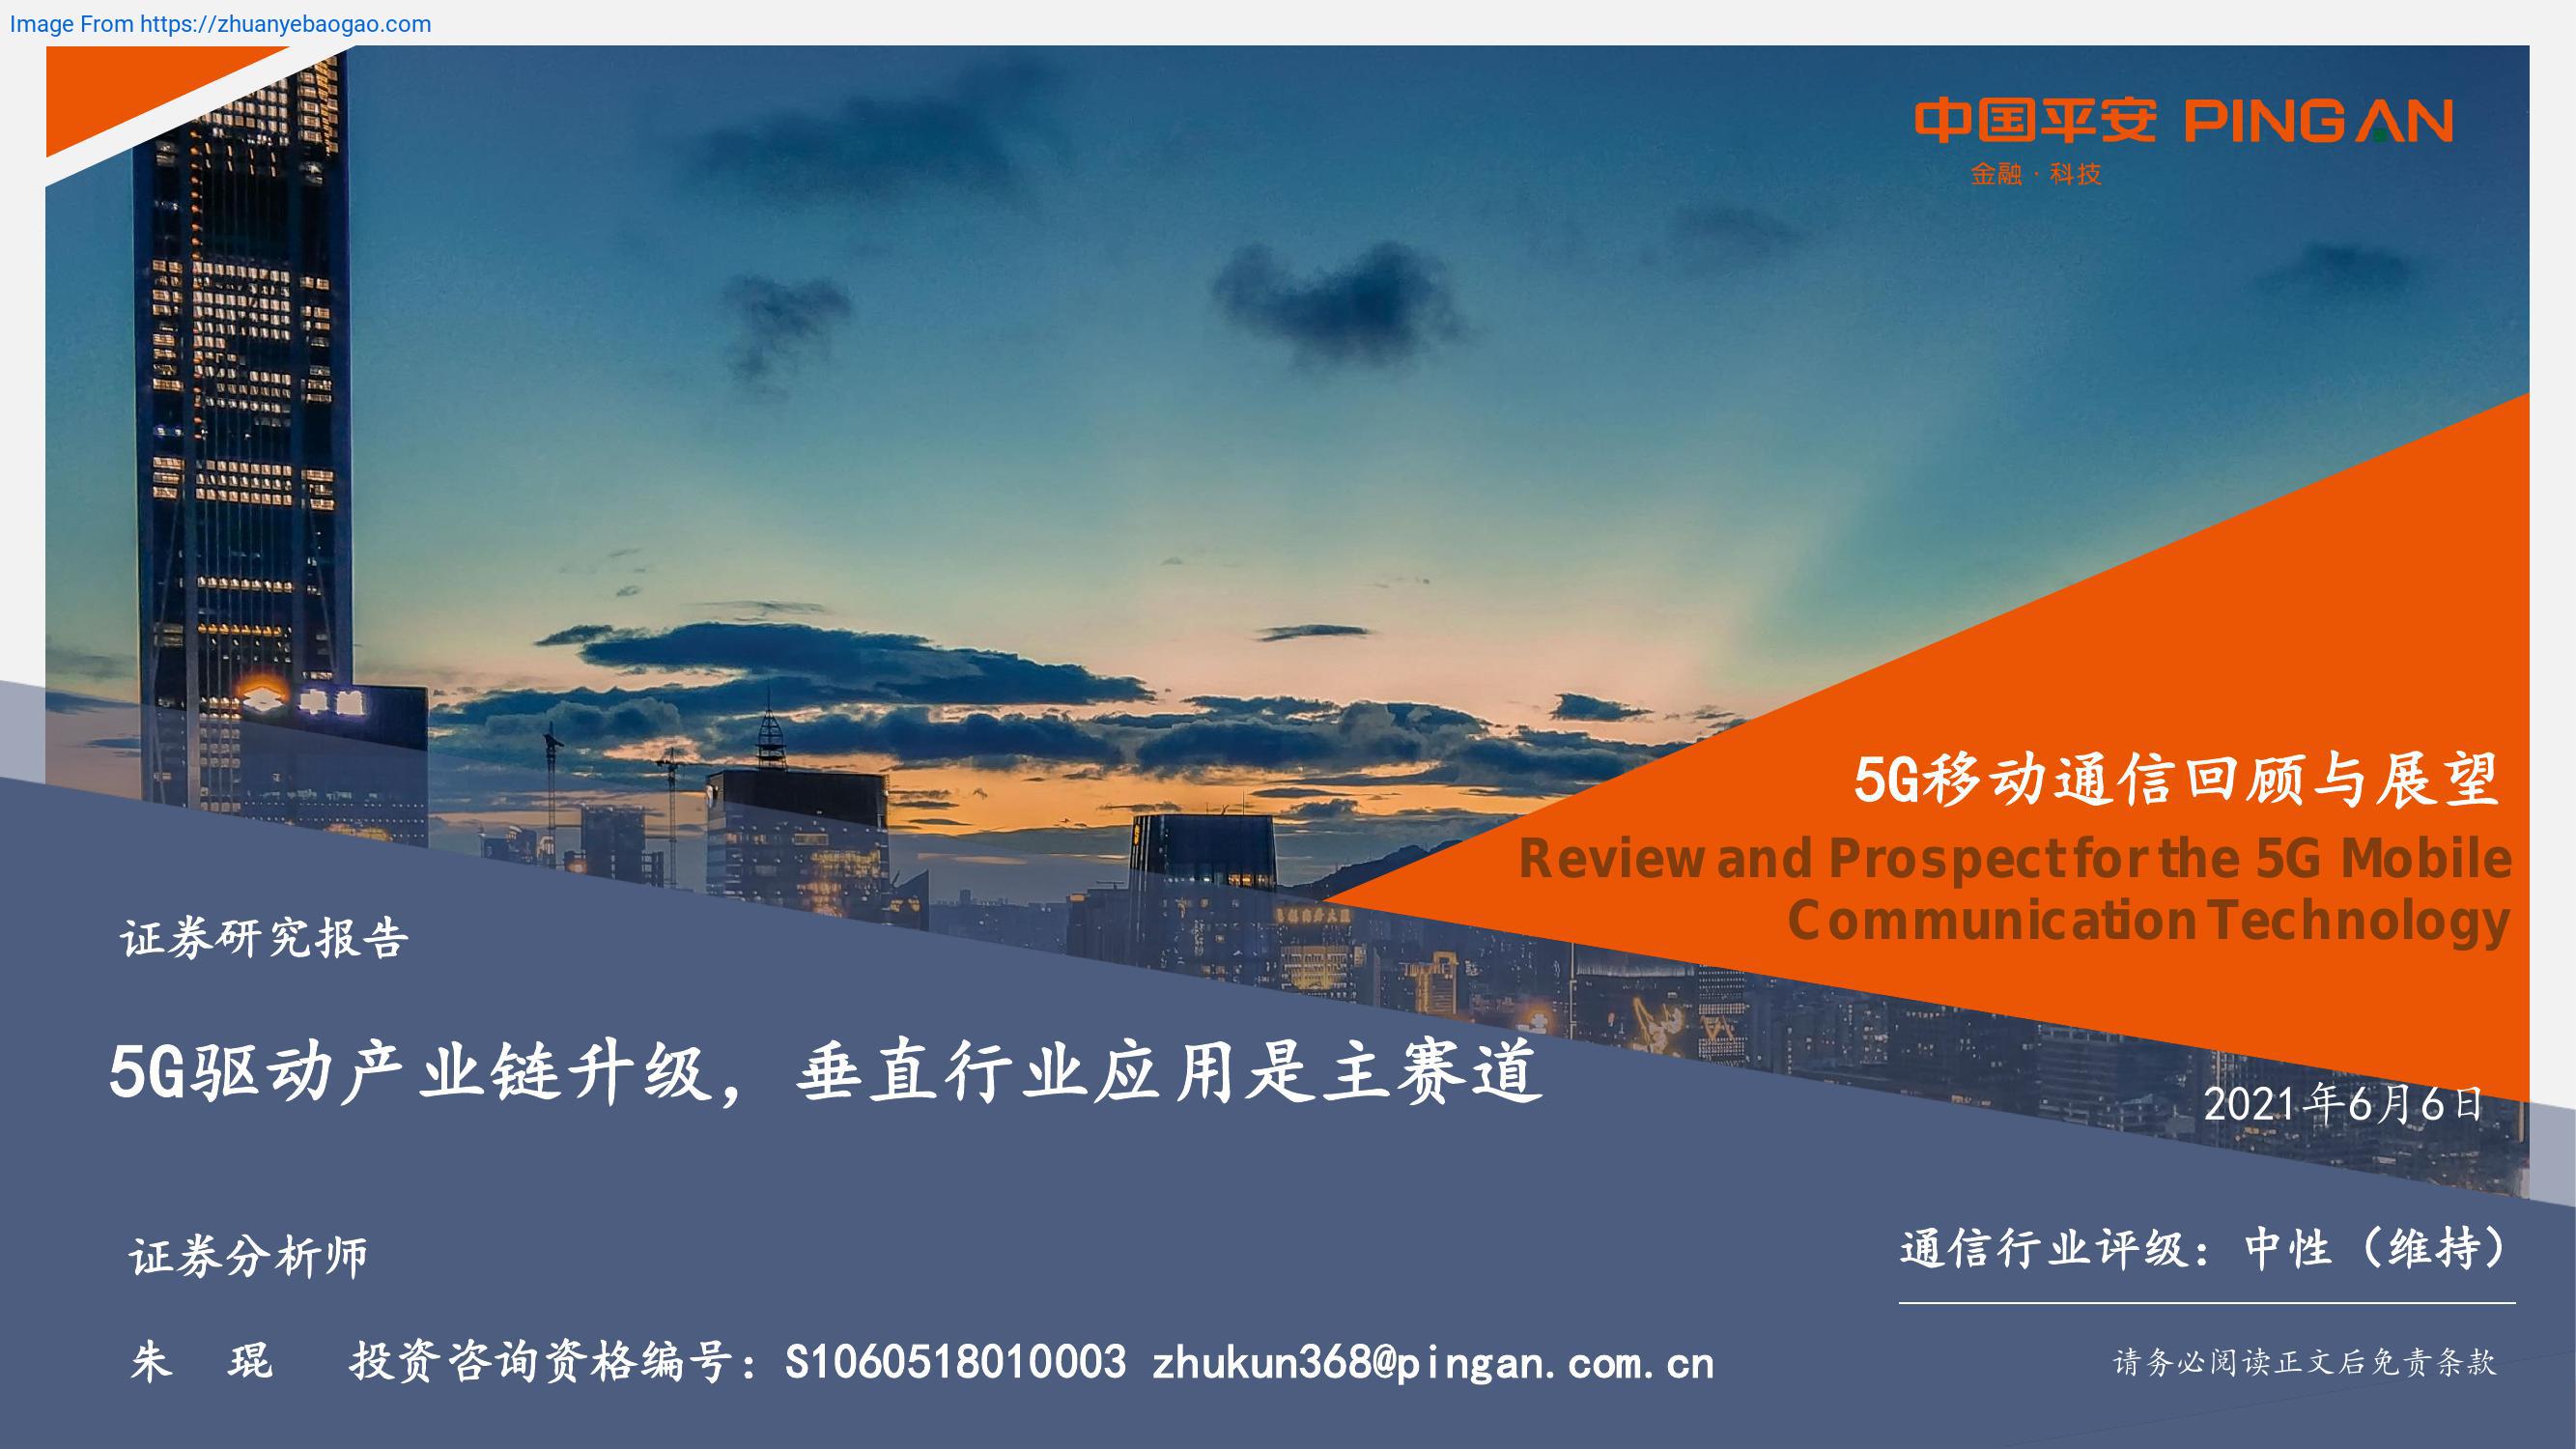 Image From https://zhuanyebaogao.com
中国平安 PINGAN
金融·科技
5G移动通信回顾与展望
Review and Prospect for the 5G Mobile
Communication Technology
证券研究报告
5G驱动产业链升级，垂直行业应用是主赛道
2021年6月6日
证券分析师
通信行业评级：中性（维持）
朱 琨 投资咨询资格编号：S1060518010003 zhukun368@pingan.com.cn
请务必阅读正文后免责条款